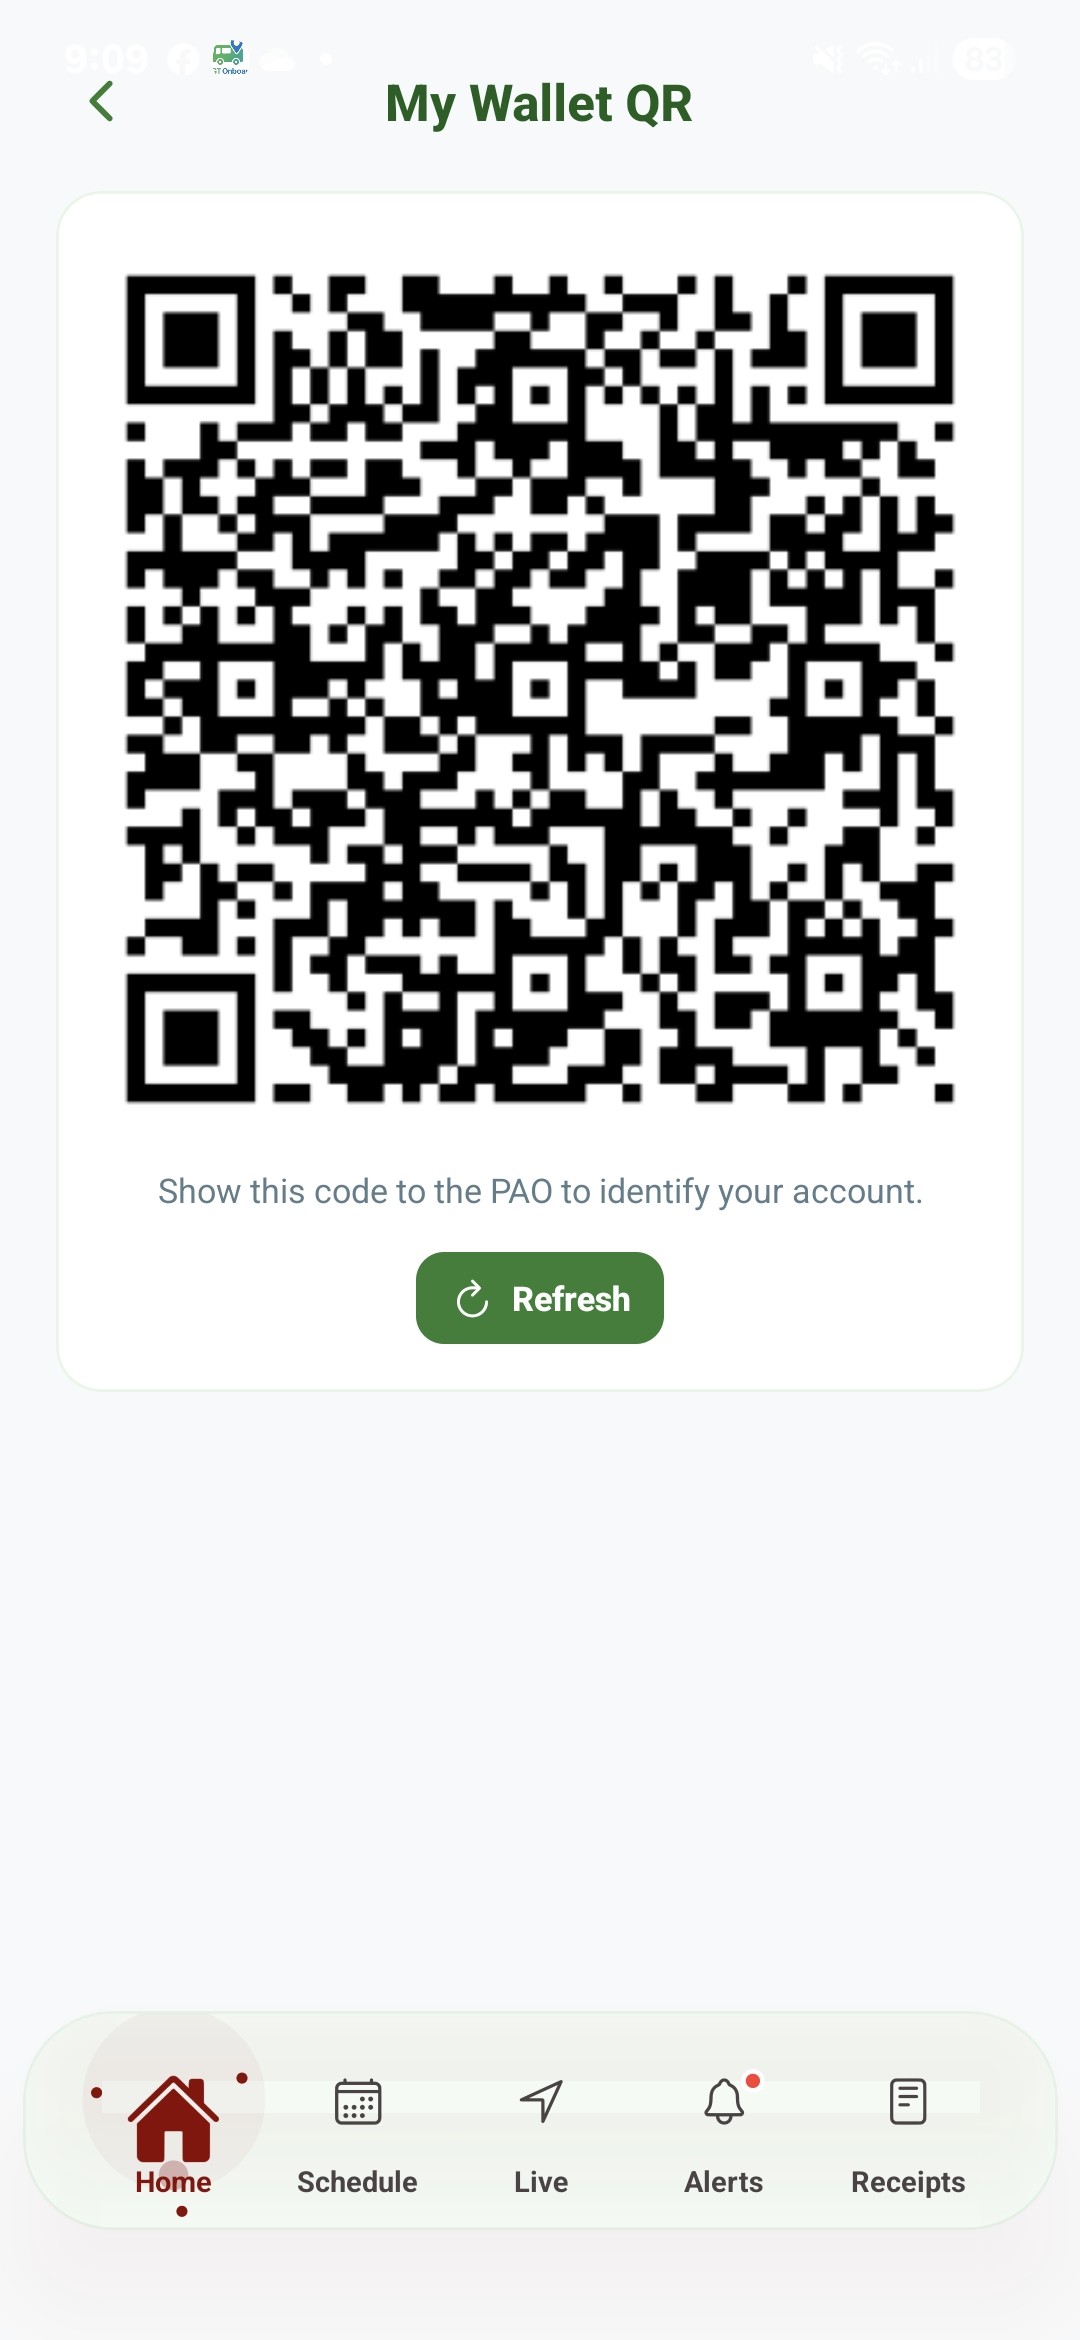 9:09
83
My Wallet QR
Show this code to the PAO to identify your account.
Refresh
Home
Schedule
Live
Alerts
Receipts